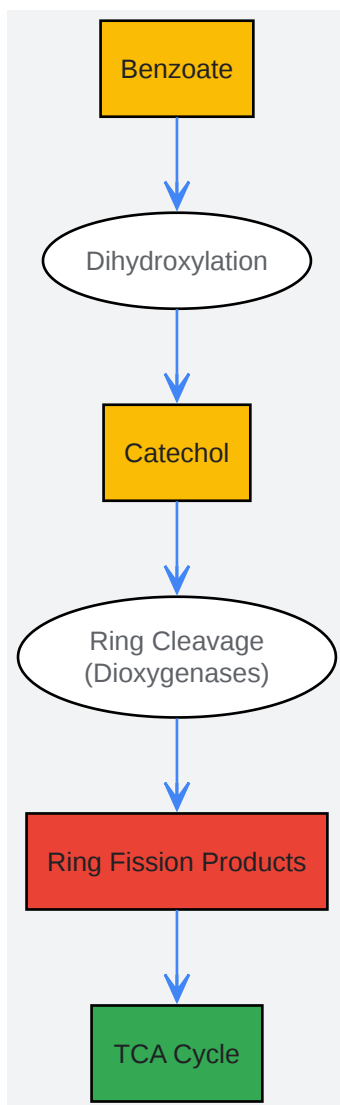 Benzoate
Dihydroxylation
Catechol
Ring Cleavage
(Dioxygenases)
Ring Fission Products
TCA Cycle